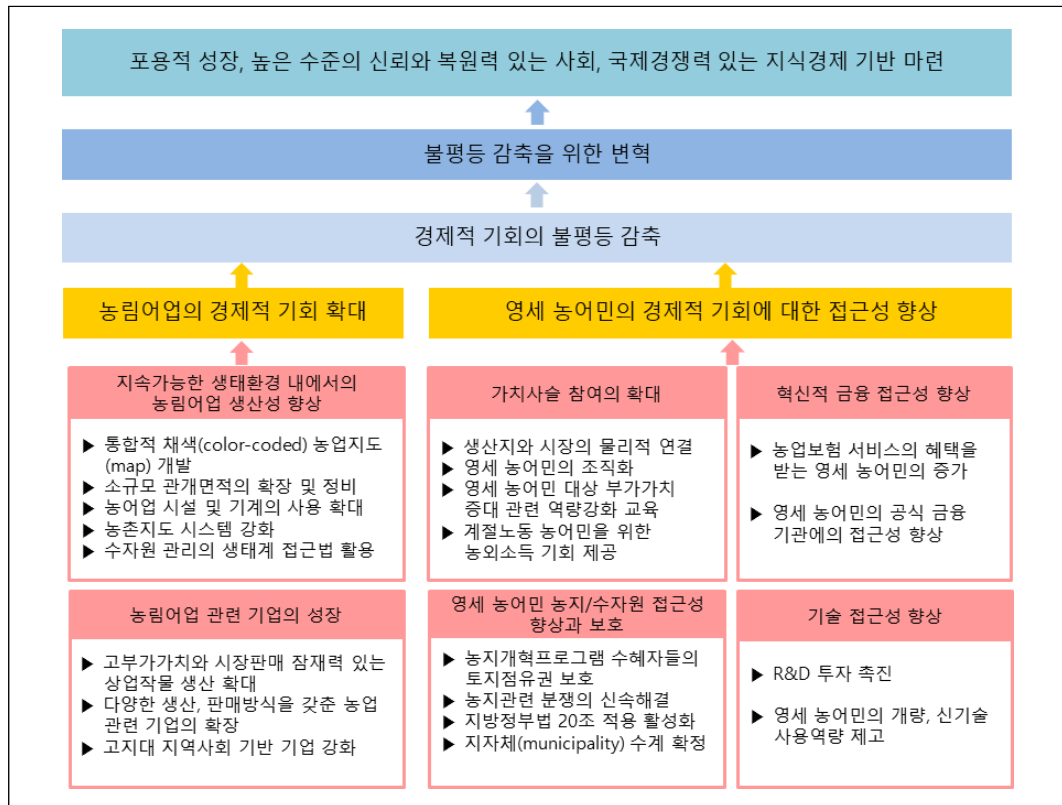 포용적 성장, 높은 수준의 신뢰와 복원력 있는 사회, 국제경쟁력 있는 지식경제 기반 마련
불평등 감축을 위한 변혁
경제적 기회의 불평등 감축
농림어업의 경제적 기회 확대
영세 농어민의 경제적 기회에 대한 접근성 향상
지속가능한 생태환경 내에서의
농림어업 생산성 향상
▶ 통합적 채색(color-coded) 농업지도
(map) 개발
▶ 소규모 관개면적의 확장 및 정비
▶ 농어업 시설 및 기계의 사용 확대
▶ 농촌지도 시스템 강화
▶ 수자원 관리의 생태계 접근법 활용
가치사슬 참여의 확대
▶ 생산지와 시장의 물리적 연결
▶ 영세 농어민의 조직화
▶ 영세 농어민 대상 부가가치
증대 관련 역량강화 교육
▶ 계절노동 농어민을 위한
농외소득 기회 제공
혁신적 금융 접근성 향상
▶ 농업보험 서비스의 혜택을
받는 영세 농어민의 증가
▶ 영세 농어민의 공식 금융
기관에의 접근성 향상
농림어업 관련 기업의 성장
▶ 고부가가치와 시장판매 잠재력 있는
상업작물 생산 확대
▶ 다양한 생산, 판매방식을 갖춘 농업
관련 기업의 확장
▶ 고지대 지역사회 기반 기업 강화
영세 농어민 농지/수자원 접근성
향상과 보호
▶ 농지개혁프로그램 수혜자들의
토지점유권 보호
▶ 농지관련 분쟁의 신속해결
▶ 지방정부법 20조 적용 활성화
▶ 지자체(municipality) 수계 확정
기술 접근성 향상
▶ R&D 투자 촉진
▶ 영세 농어민의 개량, 신기술
사용역량 제고